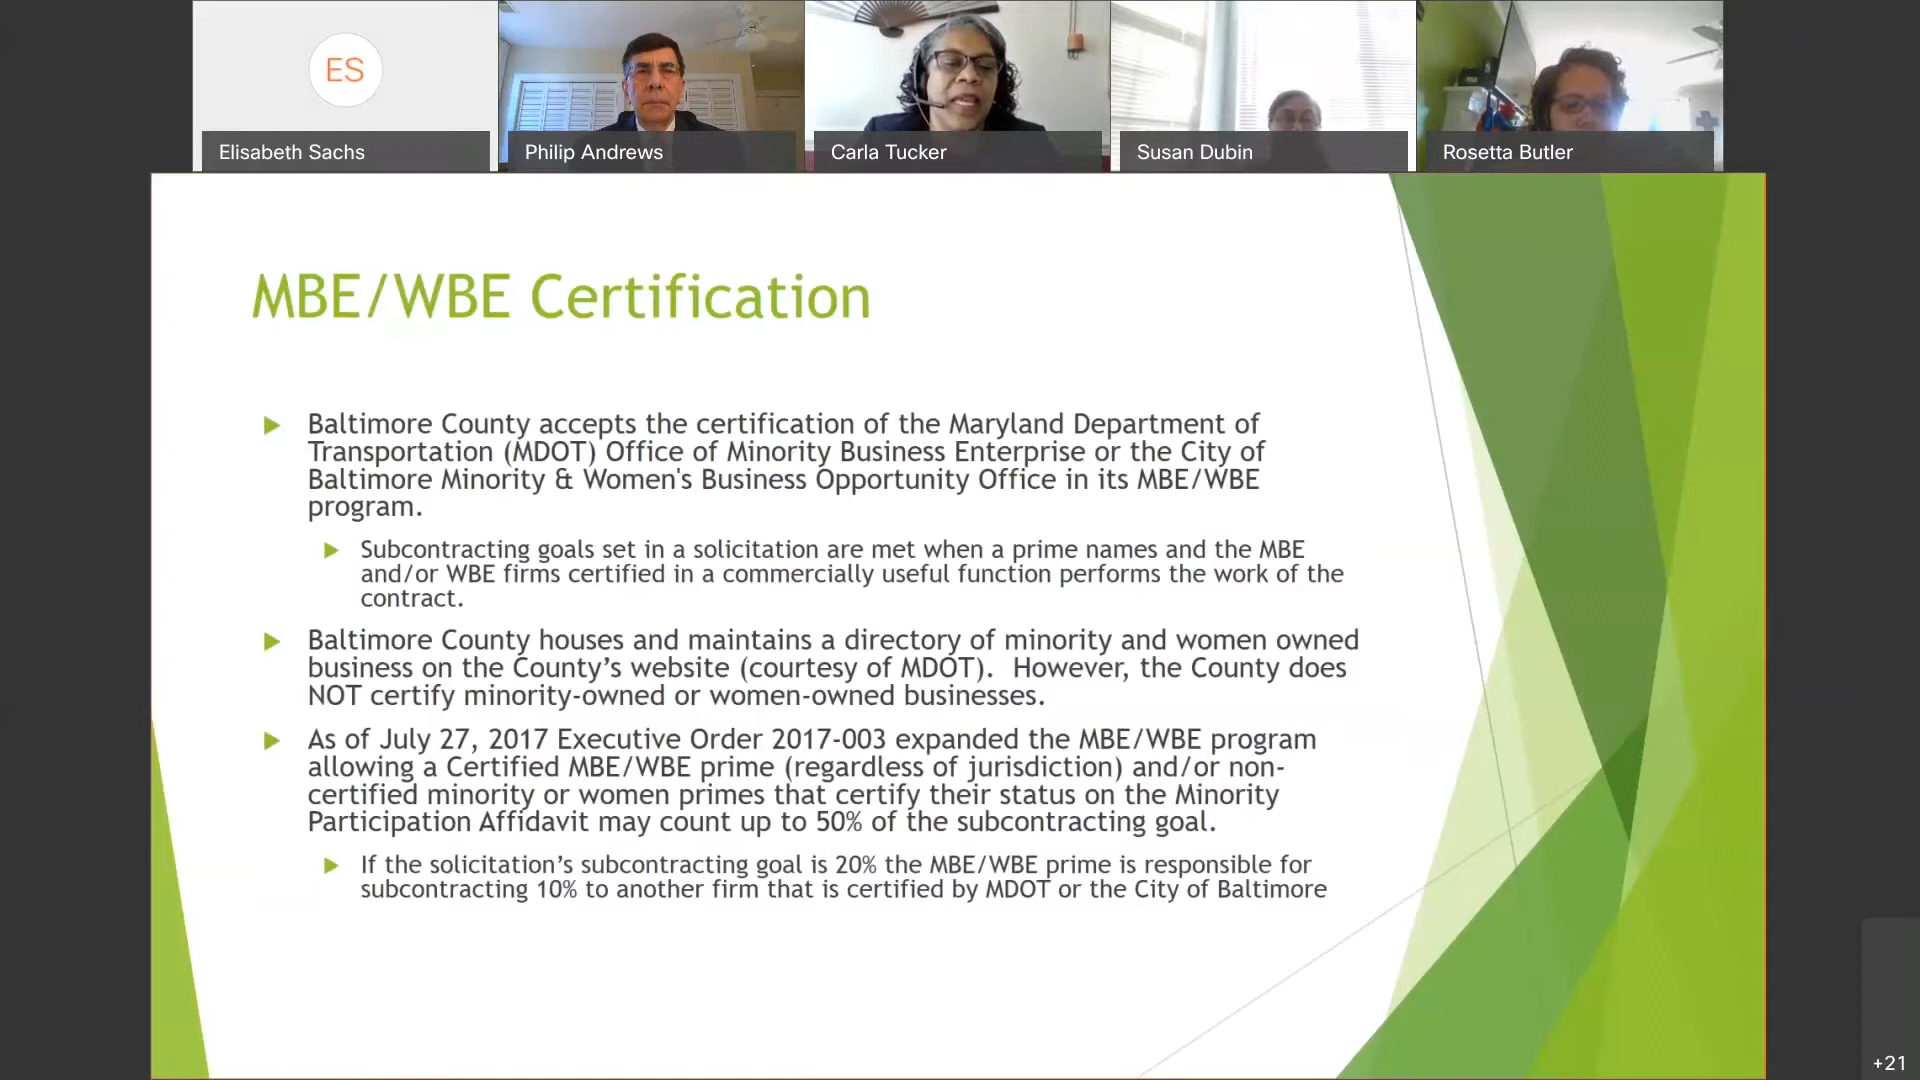 ES
Elisabeth Sachs
Philip Andrews
Carla Tucker
Susan Dubin
Rosetta Butler
MBE/WBE Certification
Baltimore County accepts the certification of the Maryland Department of
Transportation (MDOT) Office of Minority Business Enterprise or the City of
Baltimore Minority & Women's Business Opportunity Office in its MBE/WBE
program.
Subcontracting goals set in a solicitation are met when a prime names and the MBE
and/or WBE firms certified in a commercially useful function performs the work of the
contract.
Baltimore County houses and maintains a directory of minority and women owned
business on the County’s website (courtesy of MDOT).  However, the County does
NOT certify minority-owned or women-owned businesses.
As of July 27, 2017 Executive Order 2017-003 expanded the MBE/WBE program
allowing a Certified MBE/WBE prime (regardless of jurisdiction) and/or non-
certified minority or women primes that certify their status on the Minority
Participation Affidavit may count up to 50% of the subcontracting goal.
If the solicitation’s subcontracting goal is 20% the MBE/WBE prime is responsible for
subcontracting 10% to another firm that is certified by MDOT or the City of Baltimore
+21